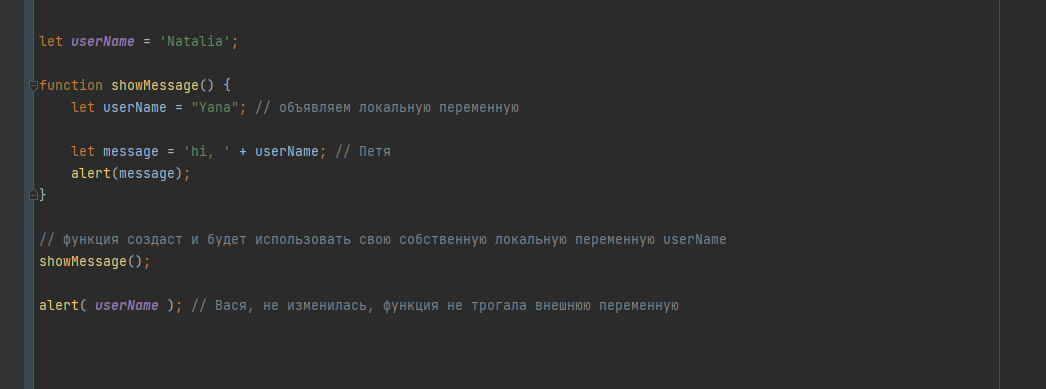 let userName = 'Natalia';
function showMessage() {
let userName = "Yana"; // объявляем локальную переменную
let message = 'hi, ' + userName; // Петя
alert(message);
}
// функция создаст и будет использовать свою собственную локальную переменную userName
showMessage();
alert( userName ); // Вася, не изменилась, функция не трогала внешнюю переменную